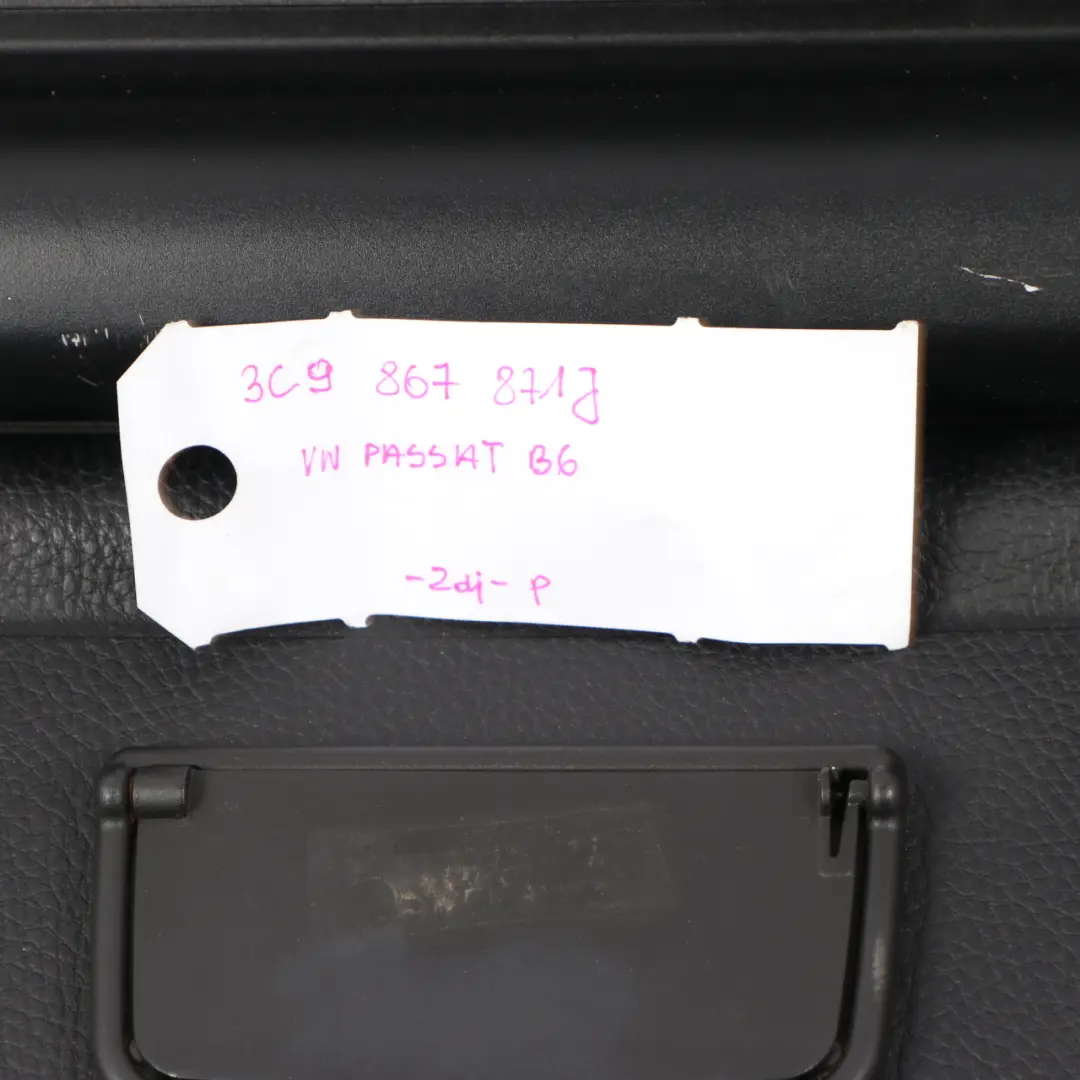 3C9 867 871J
VW PASSAT B6
-2dj- P